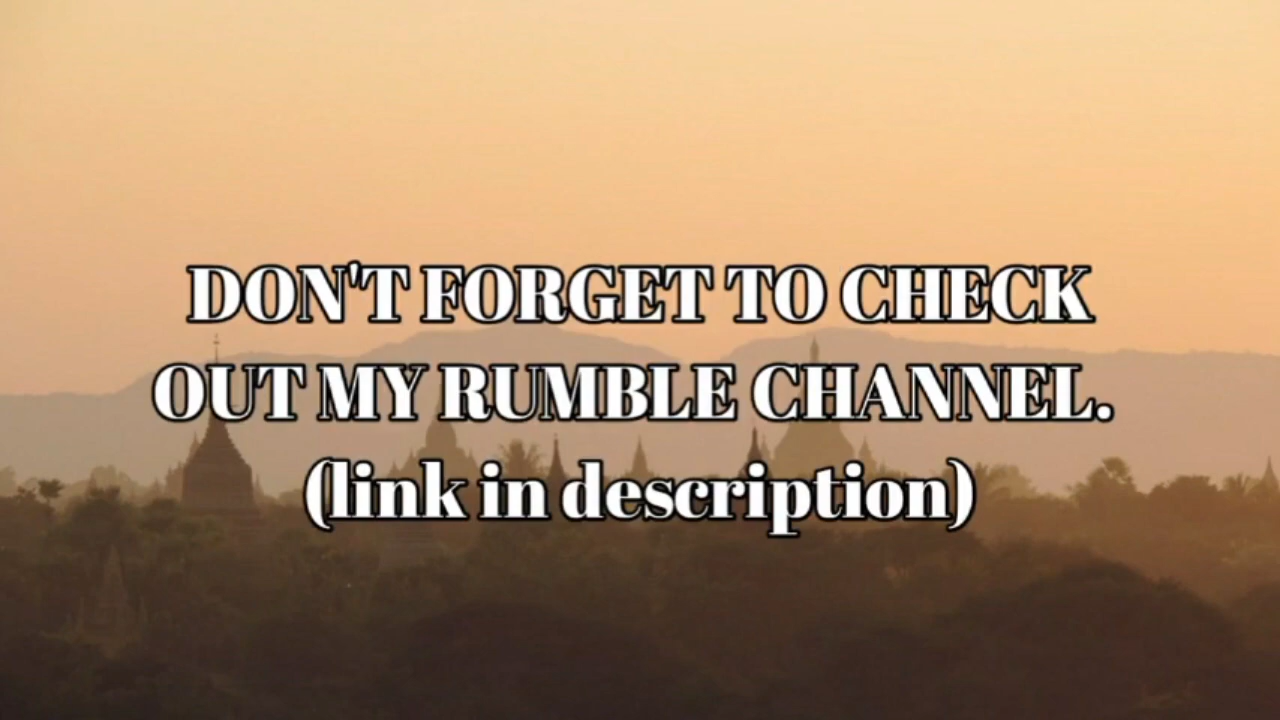 DON'T FORGET TO CHECK
OUT MY RUMBLE CHANNEL.
(link in description)